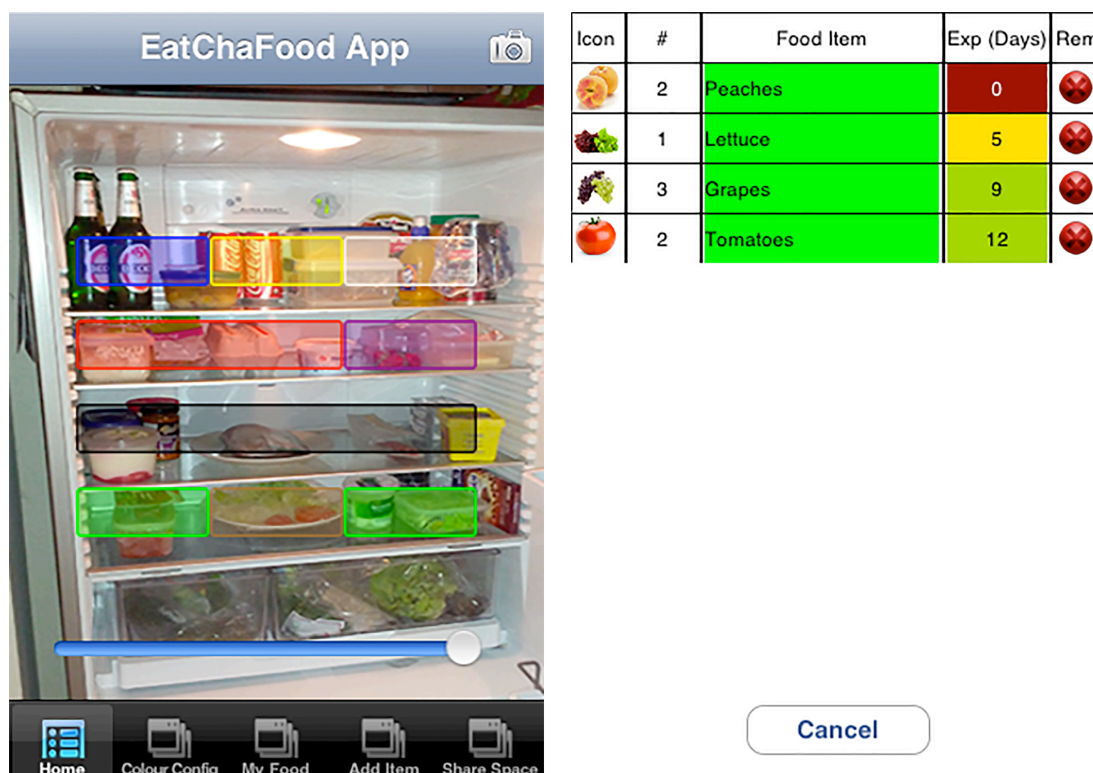 EatChaFood App
Home
Colour Config
My Food
Add Item
Share Space
Icon # Food Item Exp (Days) Rem
2 Peaches 0
1 Lettuce 5
3 Grapes 9
2 Tomatoes 12
Cancel